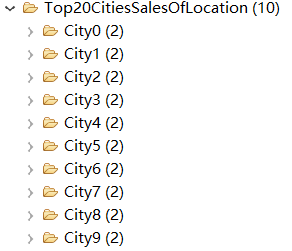 Top20CitiesSalesOfLocation (10)
City0 (2)
City1 (2)
City2 (2)
City3 (2)
City4 (2)
City5 (2)
City6 (2)
City7 (2)
City8 (2)
City9 (2)